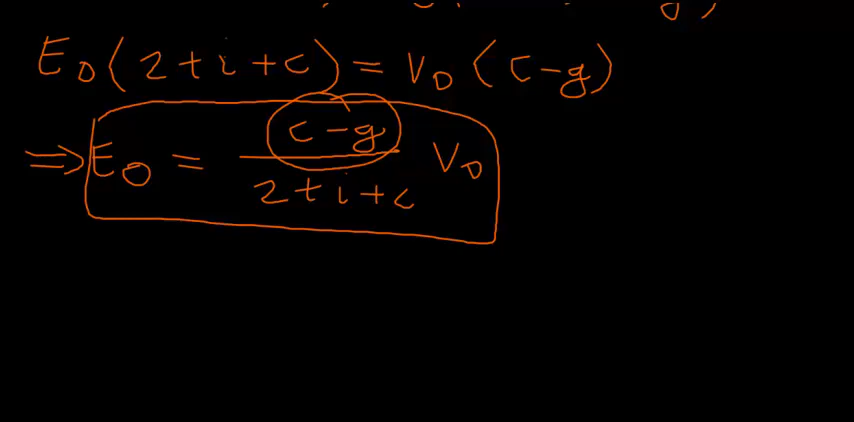 E₀(2+i+c) = V₀(c-g)
⇒ E₀ = (c-g)/(2+i+c) V₀